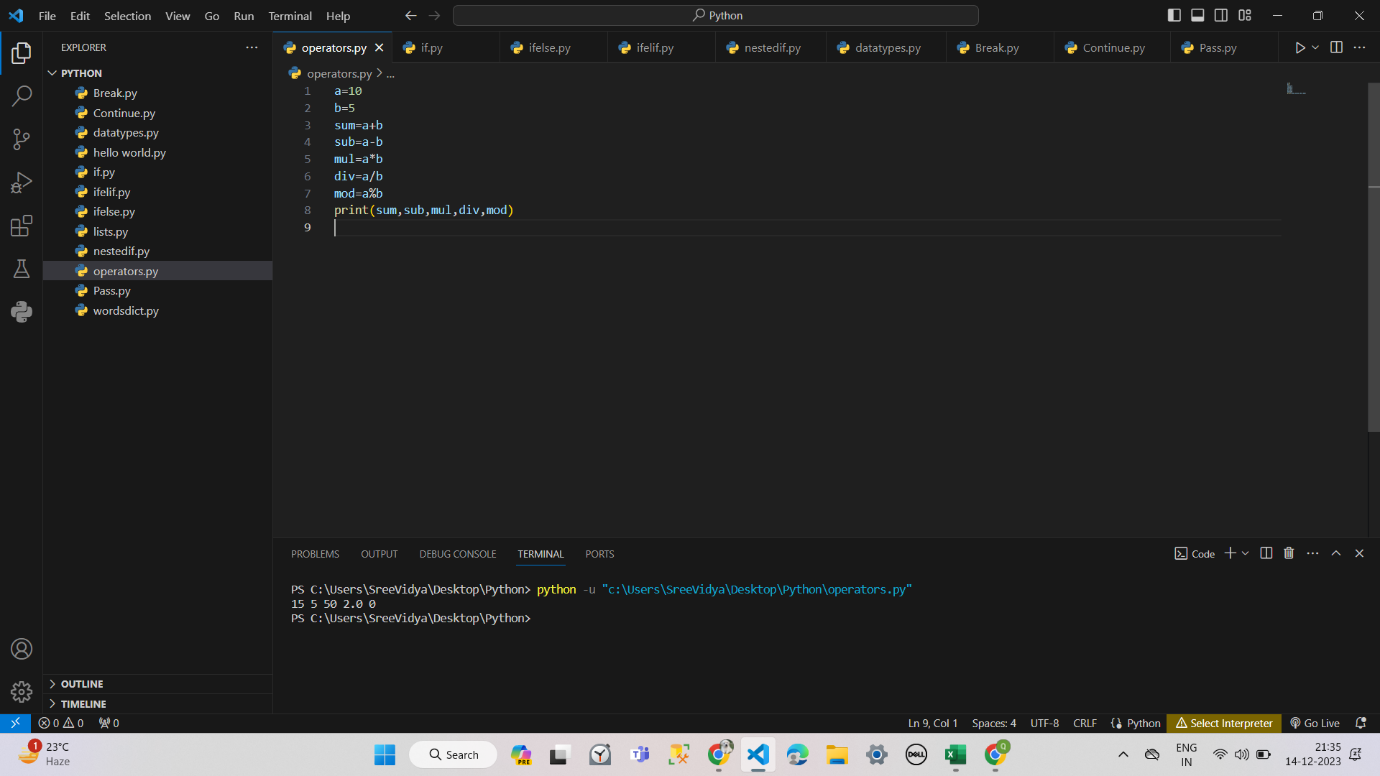 File Edit Selection View Go Run Terminal Help
Python
EXPLORER
PYTHON
Break.py
Continue.py
datatypes.py
hello world.py
if.py
ifelif.py
ifelse.py
lists.py
nestedif.py
operators.py
Pass.py
wordsdict.py
OUTLINE
TIMELINE
operators.py if.py ifelse.py ifelif.py nestedif.py datatypes.py Break.py Continue.py Pass.py
operators.py > ...
1 a=10
2 b=5
3 sum=a+b
4 sub=a-b
5 mul=a*b
6 div=a/b
7 mod=a%b
8 print(sum,sub,mul,div,mod)
9
PROBLEMS OUTPUT DEBUG CONSOLE TERMINAL PORTS
Code
PS C:\Users\SreeVidya\Desktop\Python> python -u "c:\Users\SreeVidya\Desktop\Python\operators.py"
15 5 50 2.0 0
PS C:\Users\SreeVidya\Desktop\Python>
0 0 0 Ln 9, Col 1 Spaces: 4 UTF-8 CRLF Python Select Interpreter Go Live
1 23°C
Haze
Search
PRE
DELL
Q
ENG
IN
21:35
14-12-2023